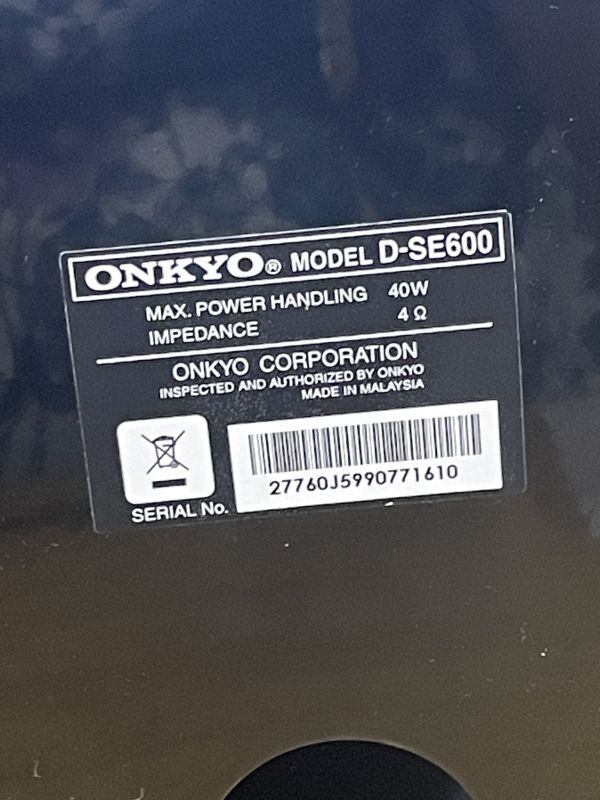 ONKYO® MODEL D-SE600
MAX. POWER HANDLING 40W
IMPEDANCE 4 Ω
ONKYO CORPORATION
INSPECTED AND AUTHORIZED BY ONKYO
MADE IN MALAYSIA
27760J5990771610
SERIAL No.